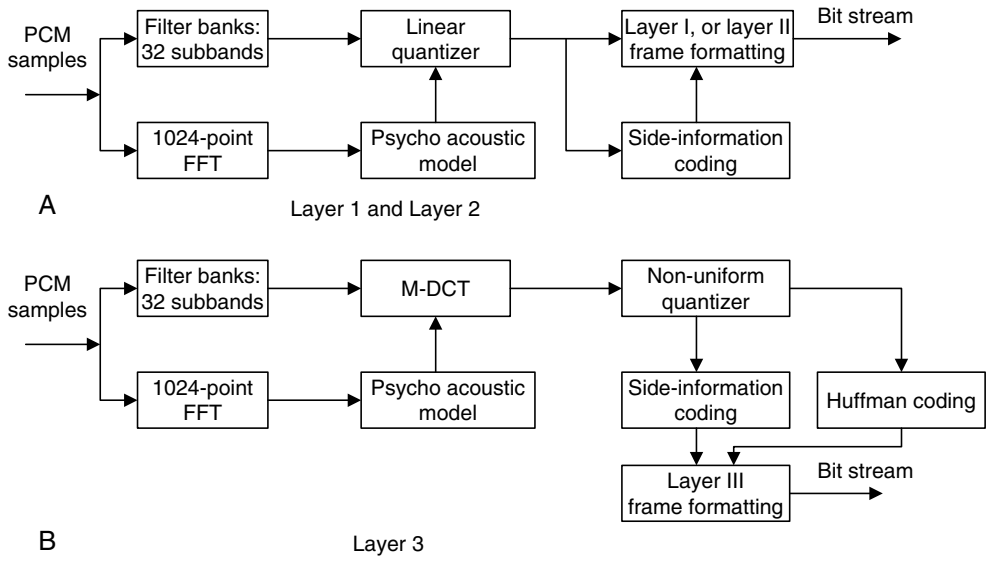 PCM
samples
Filter banks:
32 subbands
Linear
quantizer
Layer I, or layer II
frame formatting
Bit stream
1024-point
FFT
Psycho acoustic
model
Side-information
coding
A
Layer 1 and Layer 2
PCM
samples
Filter banks:
32 subbands
M-DCT
Non-uniform
quantizer
1024-point
FFT
Psycho acoustic
model
Side-information
coding
Huffman coding
Layer III
frame formatting
Bit stream
B
Layer 3